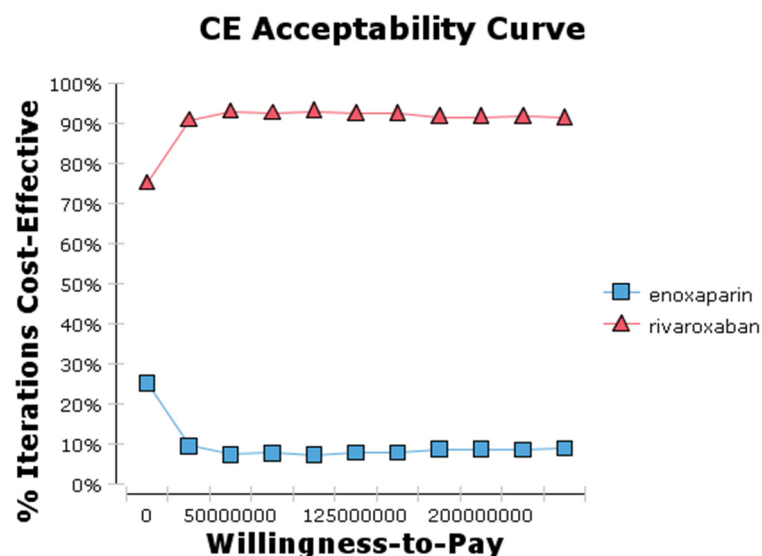 CE Acceptability Curve
% Iterations Cost-Effective
100%
90%
80%
70%
60%
50%
40%
30%
20%
10%
0%
0 50000000 125000000 200000000
Willingness-to-Pay
enoxaparin
rivaroxaban